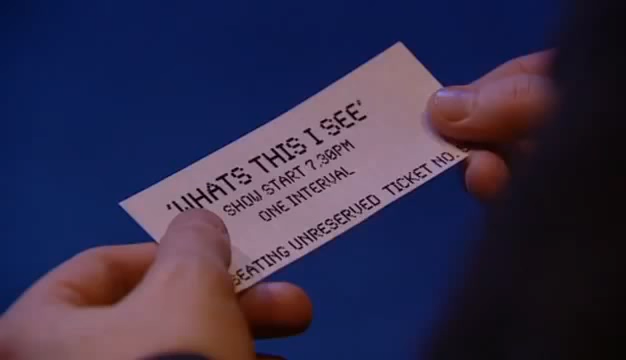 'WHATS THIS I SEE'
SHOW START 7.30PM
ONE INTERVAL
SEATING UNRESERVED TICKET NO.